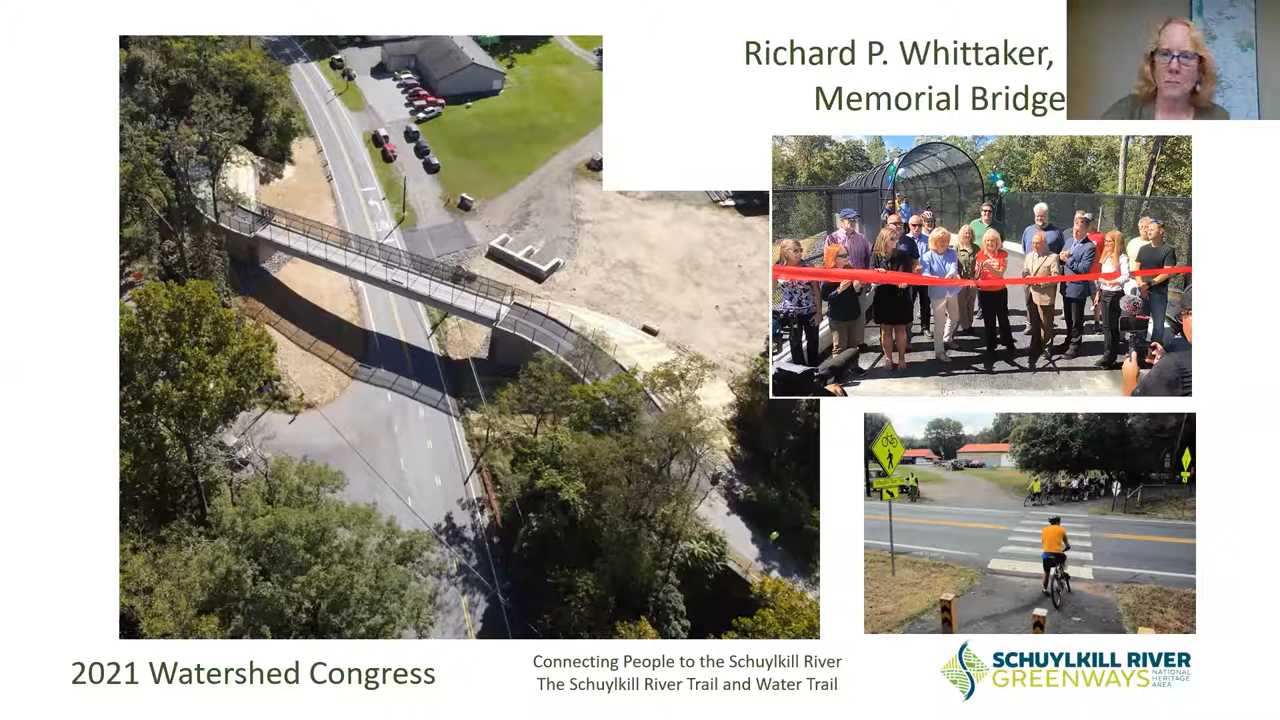 Richard P. Whittaker,
Memorial Bridge
2021 Watershed Congress
Connecting People to the Schuylkill River
The Schuylkill River Trail and Water Trail
SCHUYLKILL RIVER
GREENWAYS
NATIONAL
HERITAGE
AREA